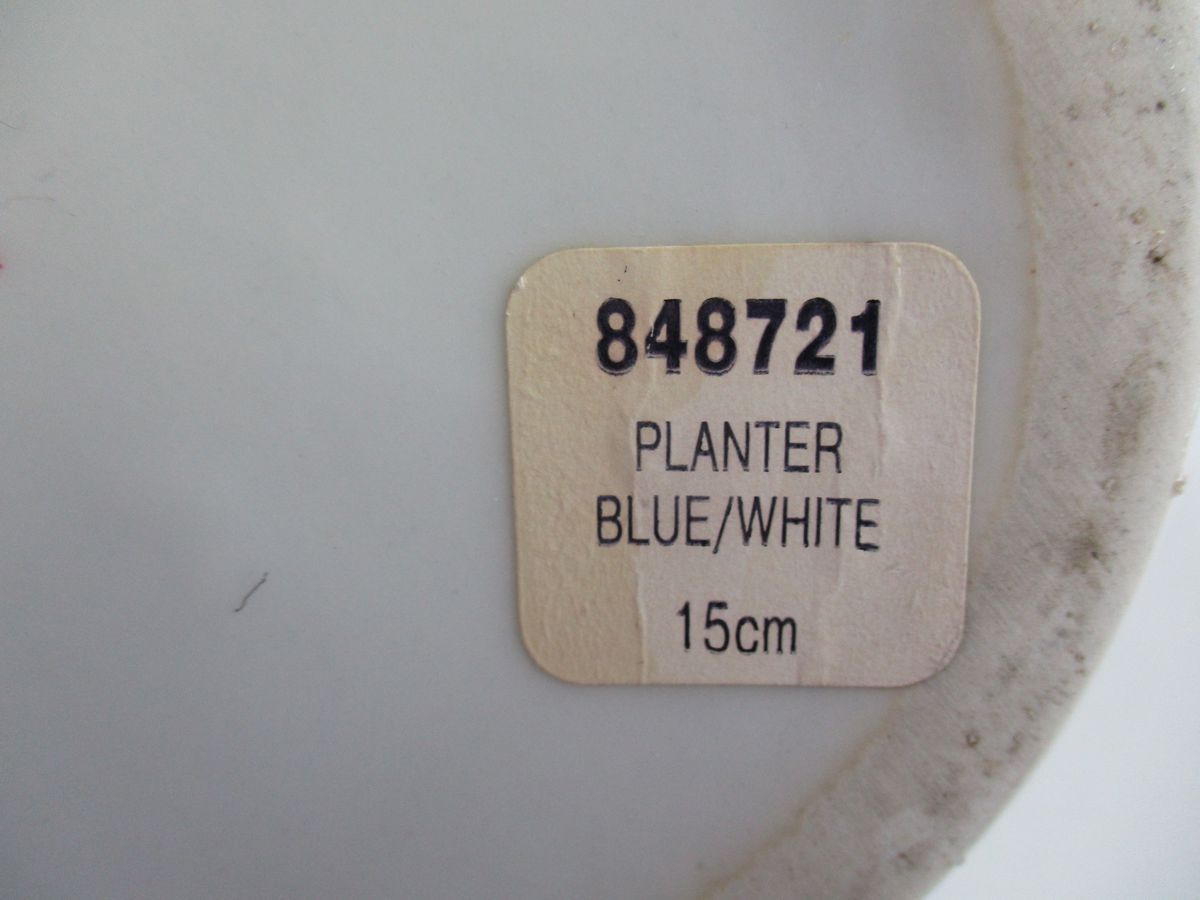 848721
PLANTER
BLUE/WHITE
15cm